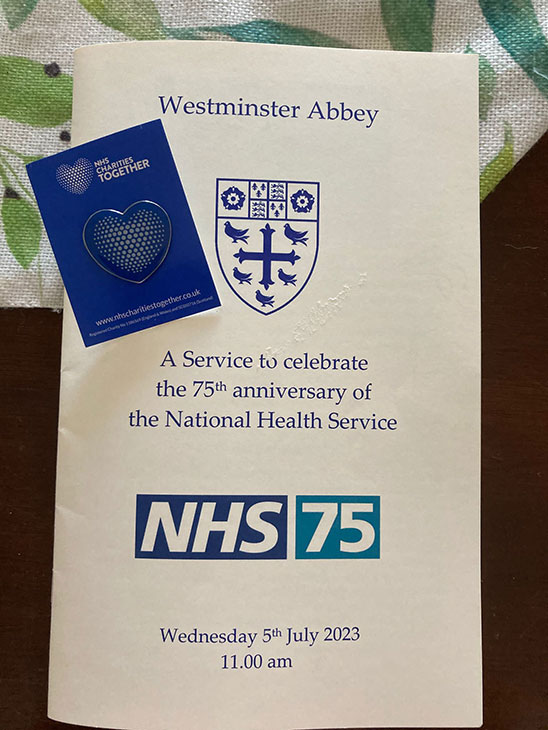 Westminster Abbey
NHS
CHARITIES
TOGETHER
www.nhscharitiestogether.co.uk
A Service to celebrate
the 75th anniversary of
the National Health Service
NHS 75
Wednesday 5th July 2023
11.00 am